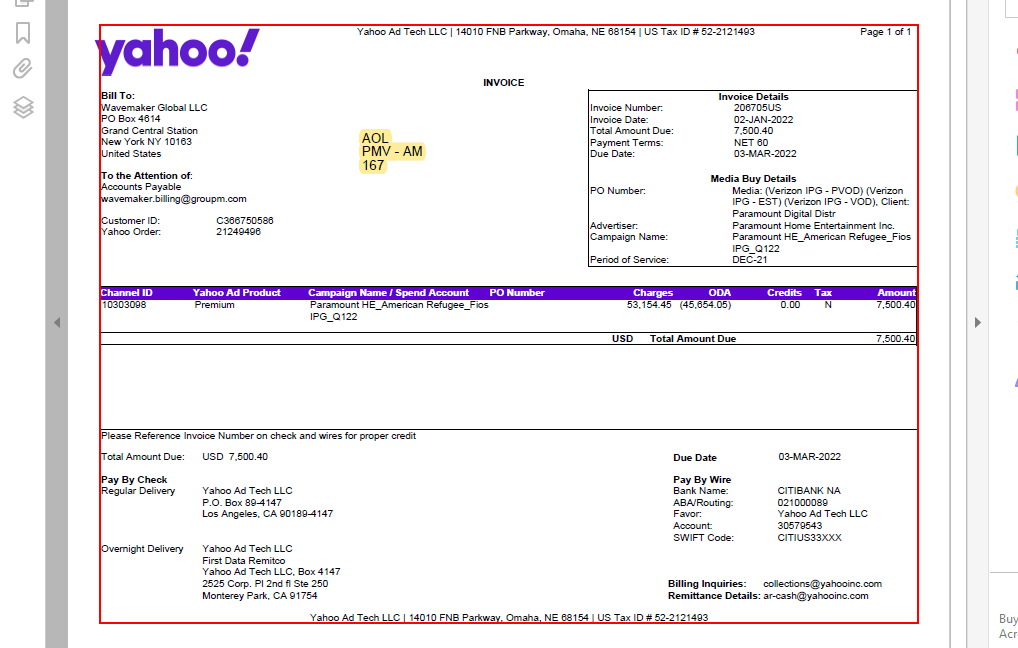 yahoo!
Yahoo Ad Tech LLC | 14010 FNB Parkway, Omaha, NE 68154 | US Tax ID # 52-2121493
Page 1 of 1
INVOICE
Bill To:
Wavemaker Global LLC
PO Box 4614
Grand Central Station
New York NY 10163
United States
AOL
PMV - AM
167
To the Attention of:
Accounts Payable
wavemaker.billing@groupm.com
Customer ID: C366750586
Yahoo Order: 21249496
Invoice Details
Invoice Number: 206705US
Invoice Date: 02-JAN-2022
Total Amount Due: 7,500.40
Payment Terms: NET 60
Due Date: 03-MAR-2022
Media Buy Details
PO Number: Media: (Verizon IPG - PVOD) (Verizon
IPG - EST) (Verizon IPG - VOD), Client:
Paramount Digital Distr
Advertiser: Paramount Home Entertainment Inc.
Campaign Name: Paramount HE_American Refugee_Fios
IPG_Q122
Period of Service: DEC-21
Channel ID Yahoo Ad Product Campaign Name / Spend Account PO Number Charges ODA Credits Tax Amount
10303098 Premium Paramount HE_American Refugee_Fios 53,154.45 (45,654.05) 0.00 N 7,500.40
IPG_Q122
USD Total Amount Due 7,500.40
Please Reference Invoice Number on check and wires for proper credit
Total Amount Due: USD 7,500.40
Due Date 03-MAR-2022
Pay By Check
Regular Delivery Yahoo Ad Tech LLC
P.O. Box 89-4147
Los Angeles, CA 90189-4147
Overnight Delivery Yahoo Ad Tech LLC
First Data Remitco
Yahoo Ad Tech LLC, Box 4147
2525 Corp. Pl 2nd fl Ste 250
Monterey Park, CA 91754
Pay By Wire
Bank Name: CITIBANK NA
ABA/Routing: 021000089
Favor: Yahoo Ad Tech LLC
Account: 30579543
SWIFT Code: CITIUS33XXX
Billing Inquiries: collections@yahooinc.com
Remittance Details: ar-cash@yahooinc.com
Yahoo Ad Tech LLC | 14010 FNB Parkway, Omaha, NE 68154 | US Tax ID # 52-2121493
Buy
Acr